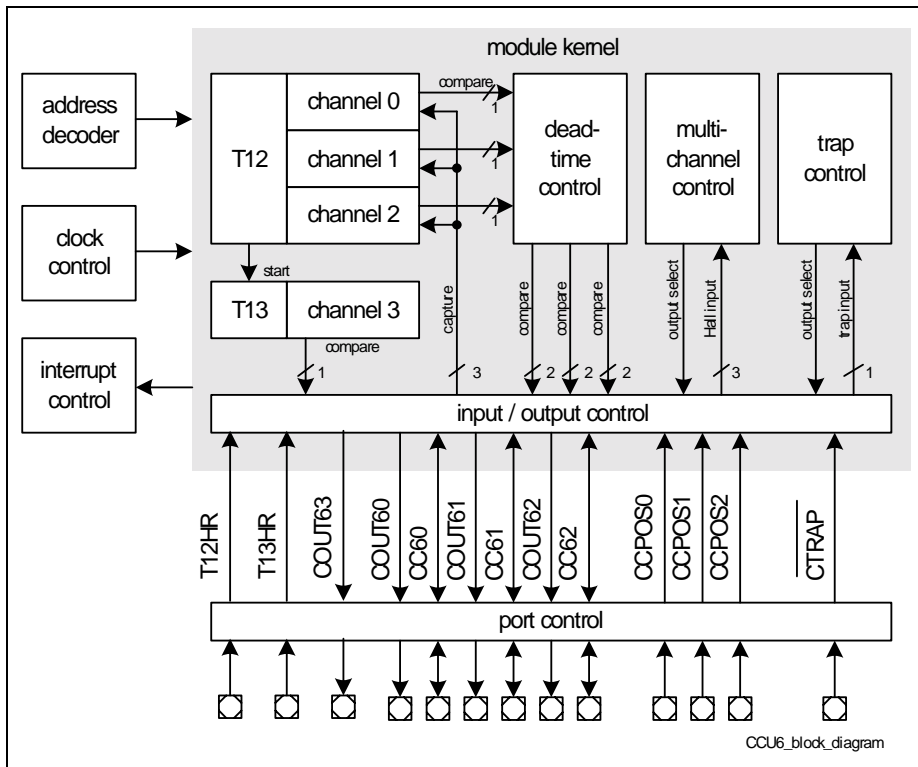 module kernel
address
decoder
clock
control
interrupt
control
T12
channel 0
channel 1
channel 2
compare
1
1
1
dead-
time
control
multi-
channel
control
trap
control
start
T13
channel 3
compare
1
capture
3
compare
compare
compare
2
2
2
output select
Hall input
3
output select
trap input
1
input / output control
T12HR
T13HR
COUT63
COUT60
CC60
COUT61
CC61
COUT62
CC62
CCPOS0
CCPOS1
CCPOS2
CTRAP
port control
CCU6_block_diagram